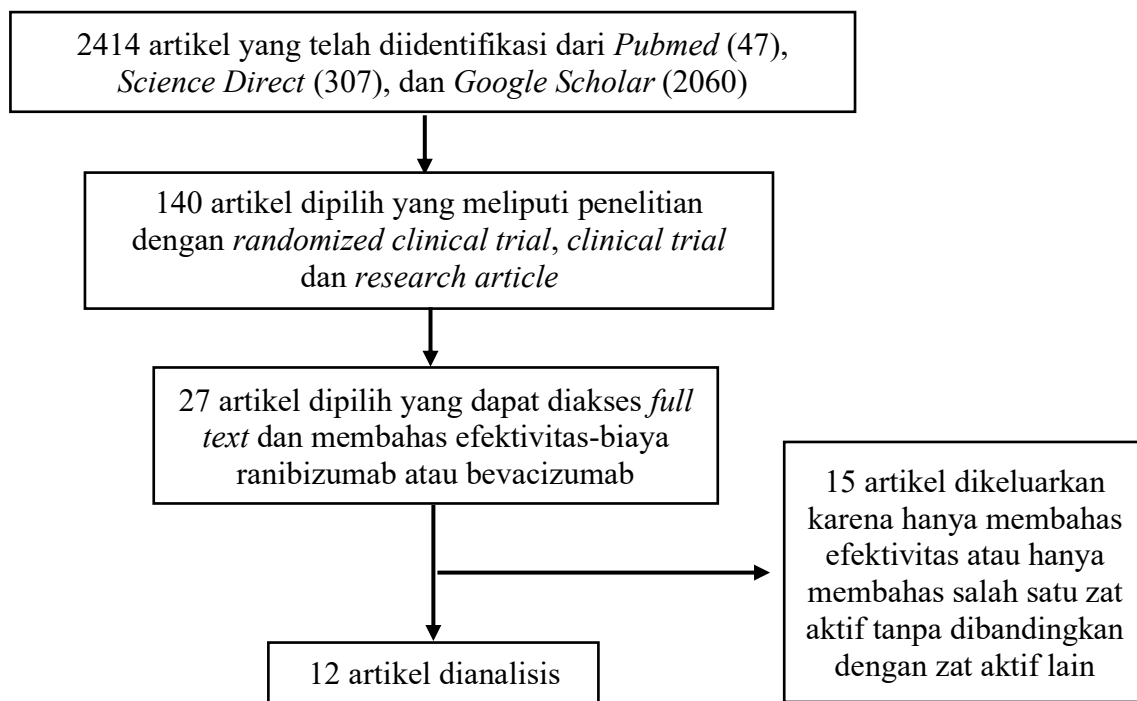 2414 artikel yang telah diidentifikasi dari Pubmed (47),
Science Direct (307), dan Google Scholar (2060)
140 artikel dipilih yang meliputi penelitian
dengan randomized clinical trial, clinical trial
dan research article
27 artikel dipilih yang dapat diakses full
text dan membahas efektivitas-biaya
ranibizumab atau bevacizumab
15 artikel dikeluarkan
karena hanya membahas
efektivitas atau hanya
membahas salah satu zat
aktif tanpa dibandingkan
dengan zat aktif lain
12 artikel dianalisis